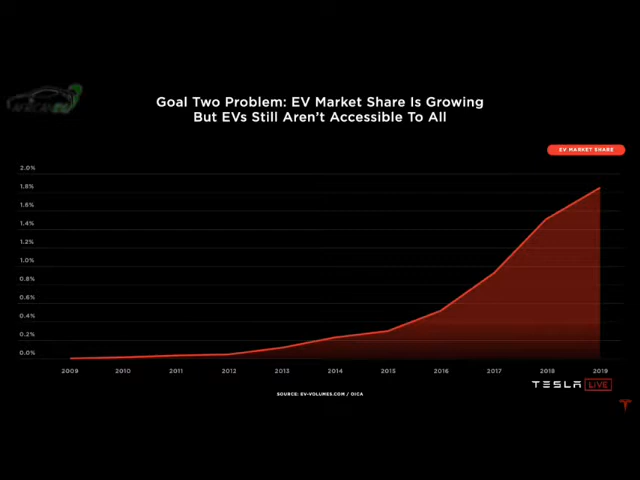 AFRICAN EV
Goal Two Problem: EV Market Share Is Growing
But EVs Still Aren't Accessible To All
EV MARKET SHARE
2.0%
1.8%
1.6%
1.4%
1.2%
1.0%
0.8%
0.6%
0.4%
0.2%
0.0%
2009 2010 2011 2012 2013 2014 2015 2016 2017 2018 2019
TESLA LIVE
SOURCE: EV-VOLUMES.COM / OICA